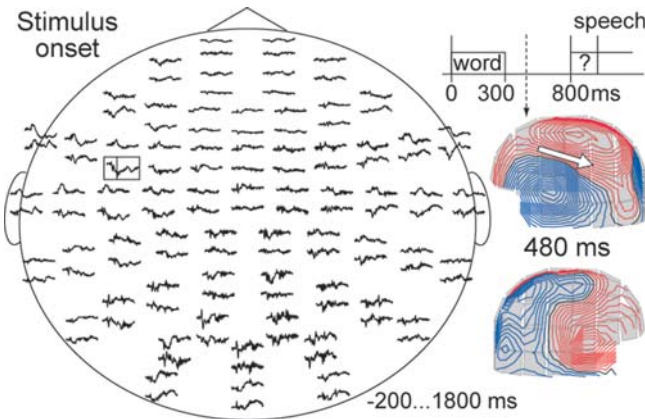 Stimulus
onset
speech
word
?
0
300
800ms
480 ms
-200...1800 ms